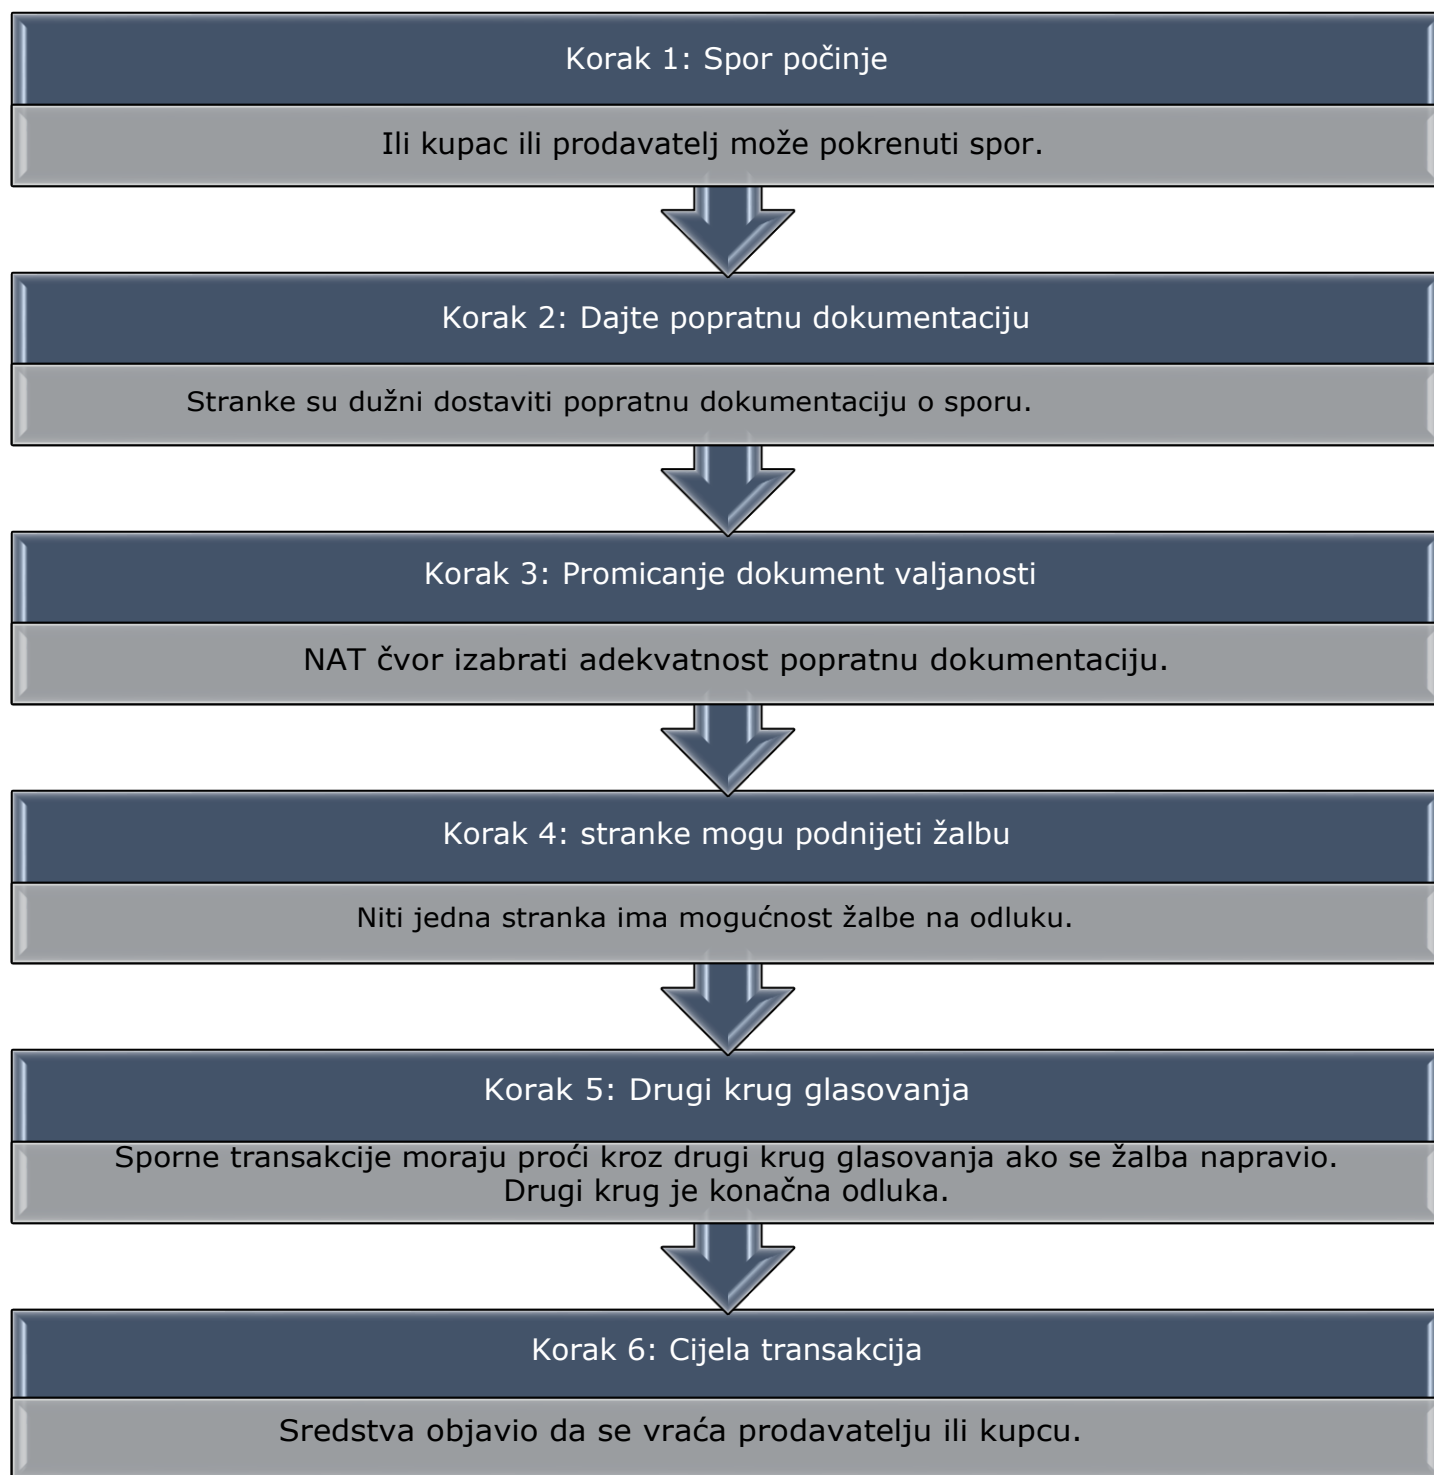 Korak 1: Spor počinje
Ili kupac ili prodavatelj može pokrenuti spor.
Korak 2: Dajte popratnu dokumentaciju
Stranke su dužni dostaviti popratnu dokumentaciju o sporu.
Korak 3: Promicanje dokument valjanosti
NAT čvor izabrati adekvatnost popratnu dokumentaciju.
Korak 4: stranke mogu podnijeti žalbu
Niti jedna stranka ima mogućnost žalbe na odluku.
Korak 5: Drugi krug glasovanja
Sporne transakcije moraju proći kroz drugi krug glasovanja ako se žalba napravio.
Drugi krug je konačna odluka.
Korak 6: Cijela transakcija
Sredstva objavio da se vraća prodavatelju ili kupcu.